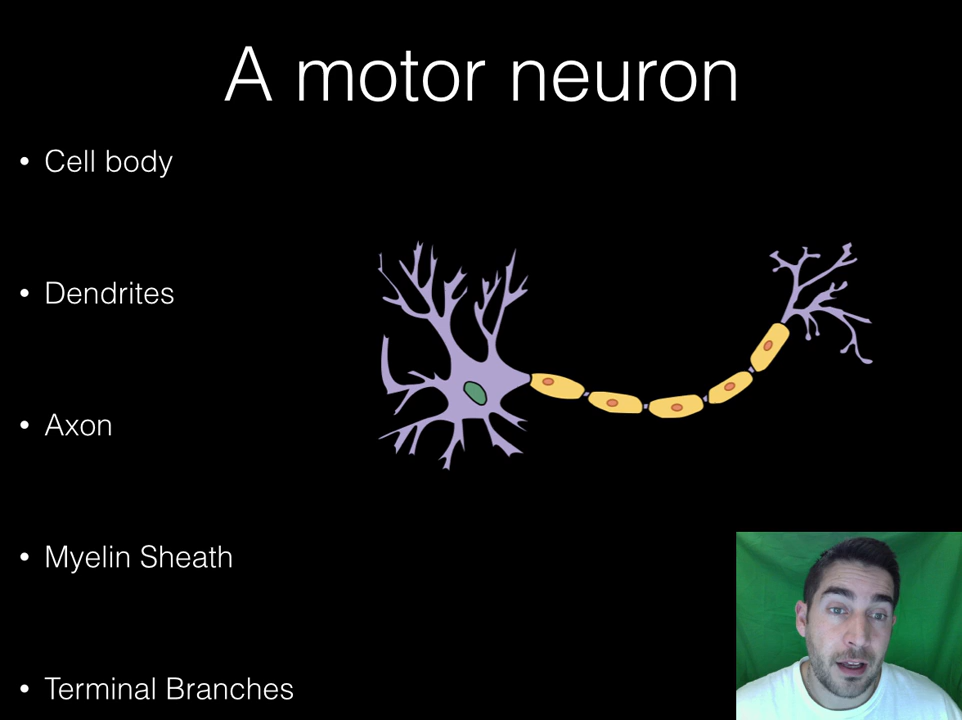 A motor neuron
• Cell body
• Dendrites
• Axon
• Myelin Sheath
• Terminal Branches